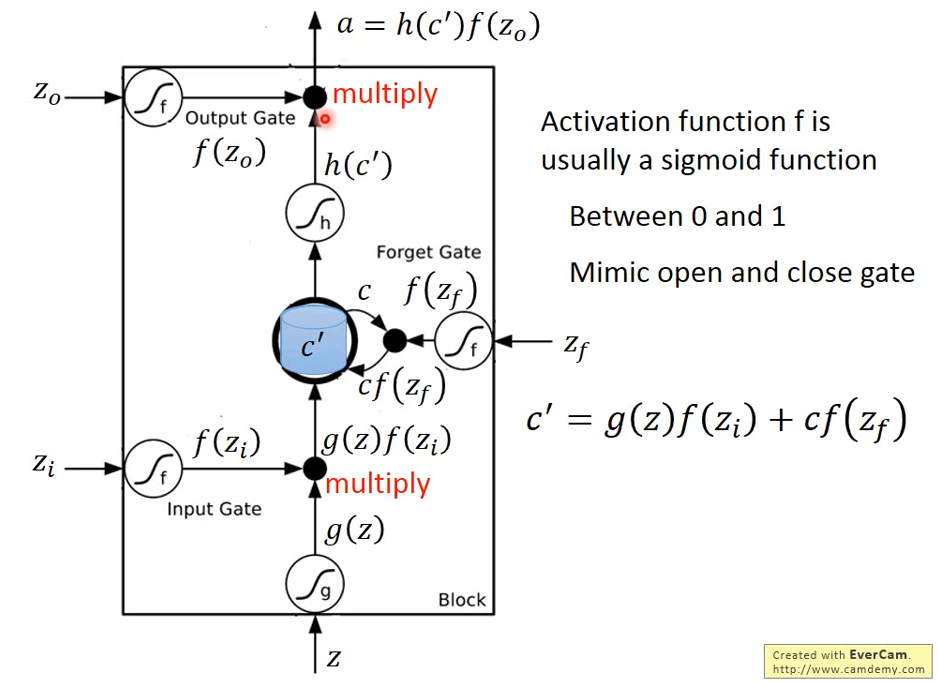 a = h(c′)f(z_o)
z_o
f
multiply
Output Gate
f(z_o)
h(c′)
h
Activation function f is
usually a sigmoid function
Between 0 and 1
Mimic open and close gate
Forget Gate
c
f(z_f)
c′
f
z_f
cf(z_f)
c′ = g(z)f(z_i) + cf(z_f)
f(z_i)
g(z)f(z_i)
z_i
f
multiply
Input Gate
g(z)
g
Block
z
Created with EverCam.
http://www.camdemy.com